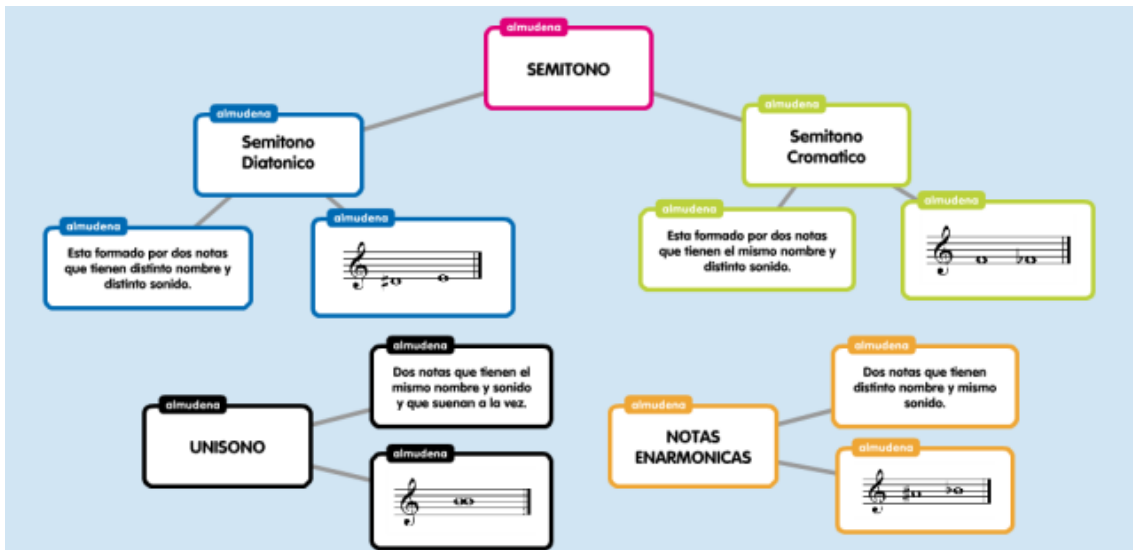 almudena
SEMITONO
almudena
Semitono
Diatonico
almudena
Semitono
Cromatico
almudena
Esta formado por dos notas
que tienen distinto nombre y
distinto sonido.
almudena
almudena
Esta formado por dos notas
que tienen el mismo nombre y
distinto sonido.
almudena
almudena
UNISONO
almudena
Dos notas que tienen el
mismo nombre y sonido
y que suenan a la vez.
almudena
almudena
NOTAS
ENARMONICAS
almudena
Dos notas que tienen
distinto nombre y mismo
sonido.
almudena